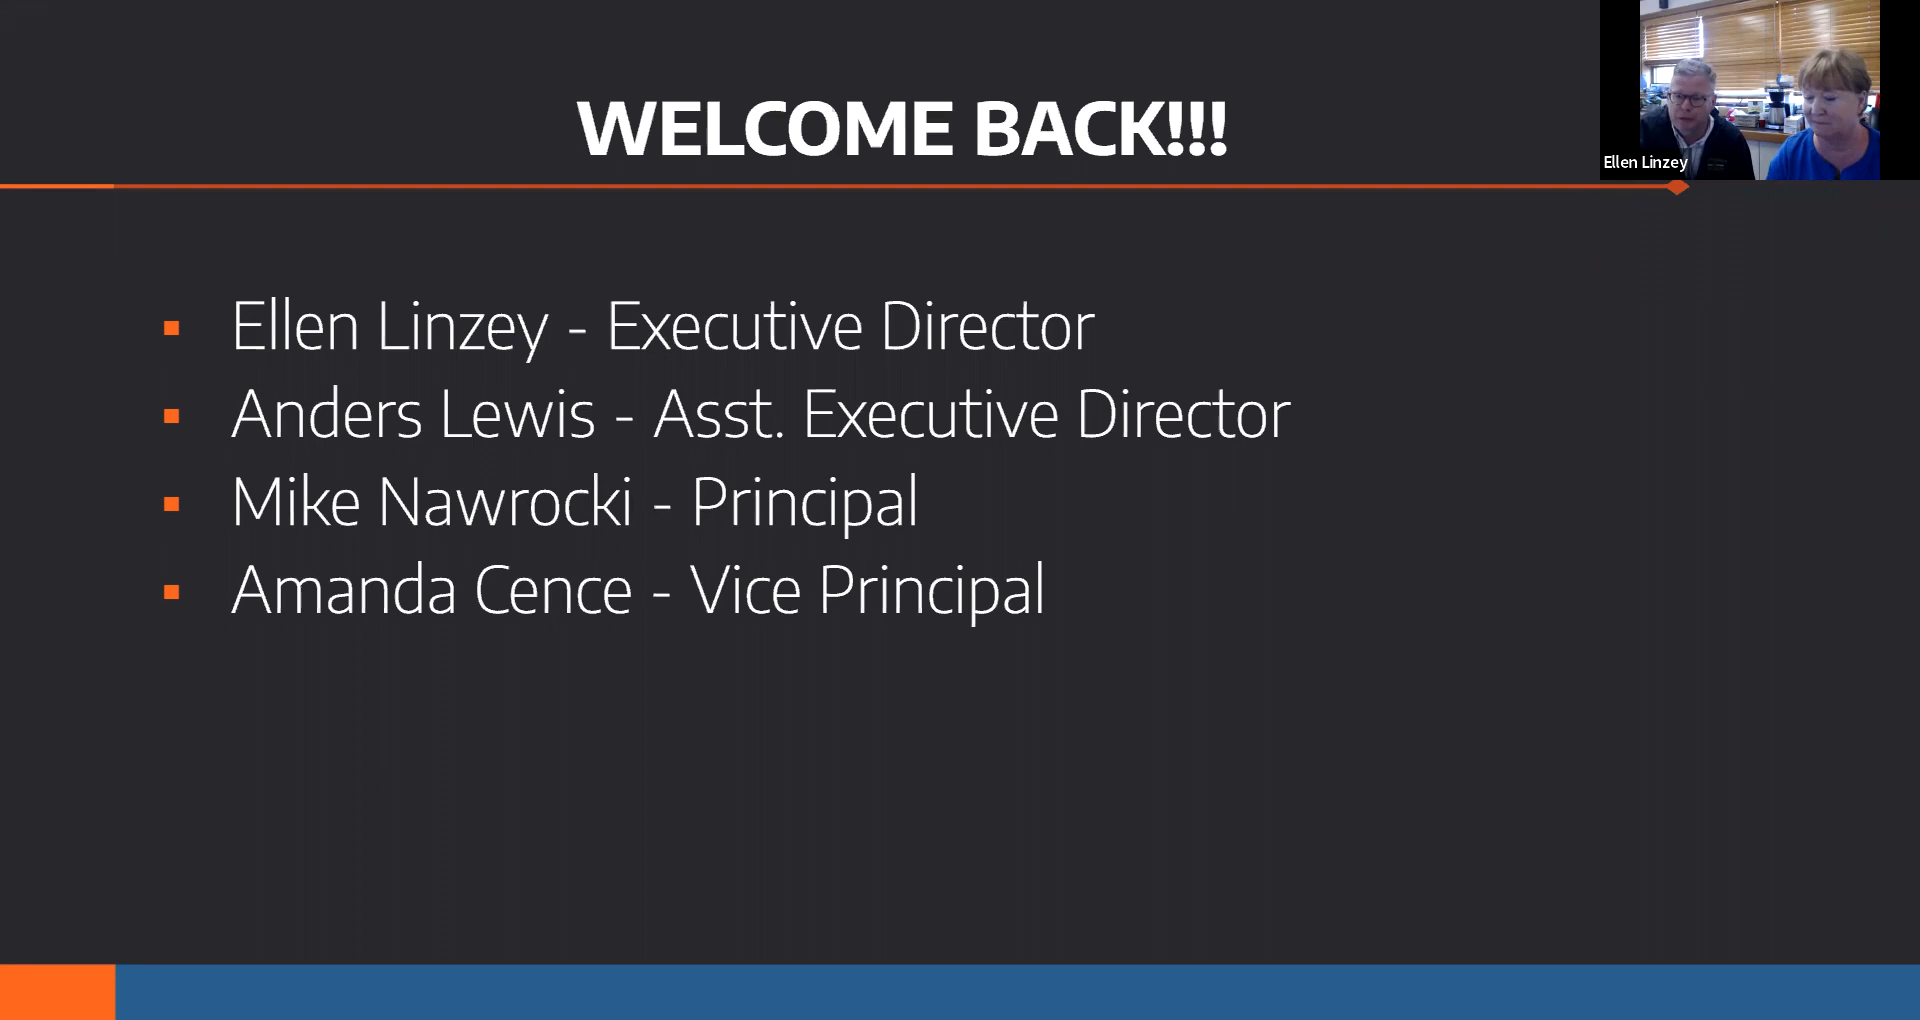 WELCOME BACK!!!
Ellen Linzey
Ellen Linzey - Executive Director
Anders Lewis - Asst. Executive Director
Mike Nawrocki - Principal
Amanda Cence - Vice Principal